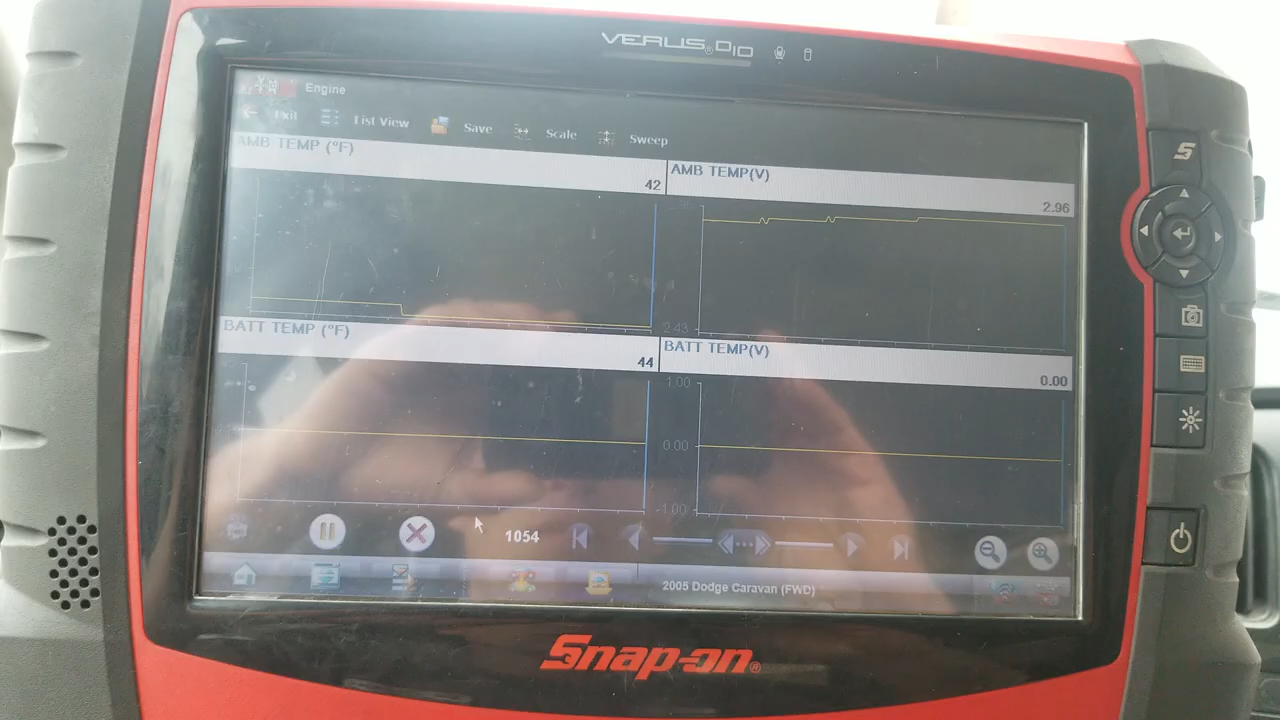 VERUS® D10
Engine
Exit List View Save Scale Sweep
AMB TEMP (°F)
42
AMB TEMP(V)
2.96
2.43
BATT TEMP (°F)
44
BATT TEMP(V)
0.00
1.00
0.00
-1.00
1054
2005 Dodge Caravan (FWD)
Snap-on®
S